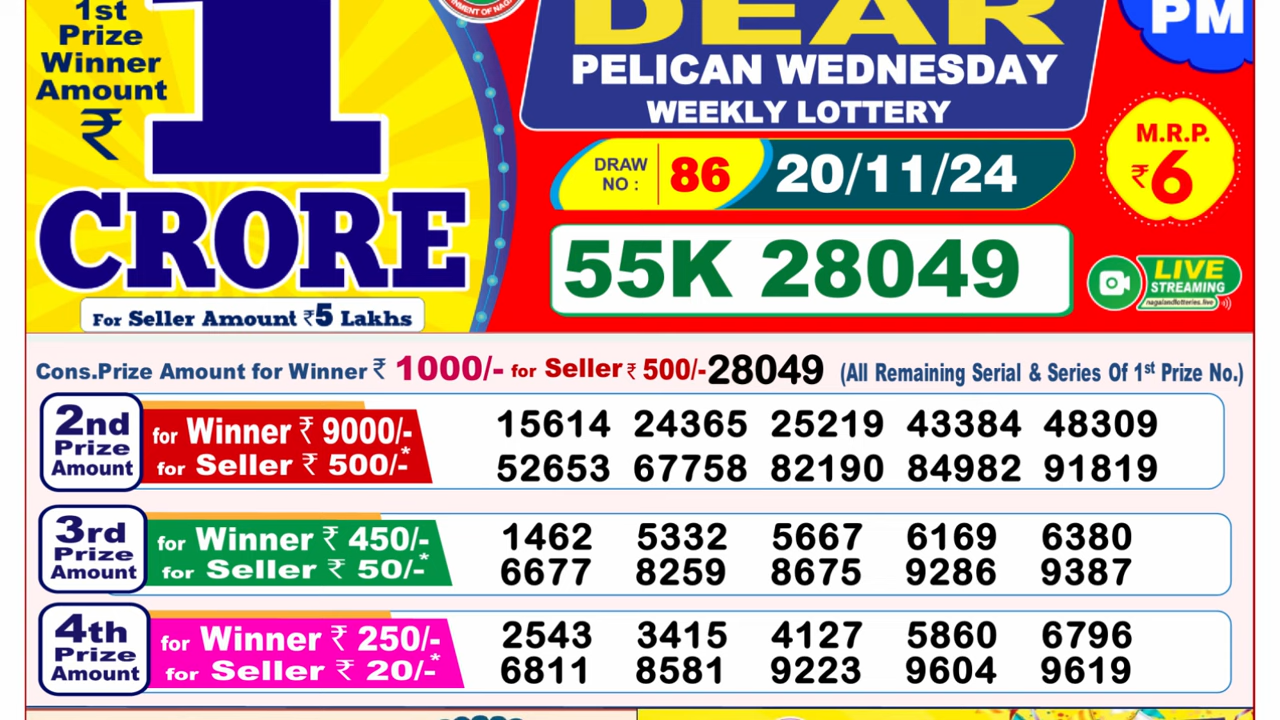 1st
Prize
Winner
Amount
₹
1
CRORE
For Seller Amount ₹5 Lakhs
DEAR
PELICAN WEDNESDAY
WEEKLY LOTTERY
PM
DRAW NO : 86 20/11/24
M.R.P.
₹6
55K 28049
LIVE
STREAMING
nagalandlotteries.live
Cons.Prize Amount for Winner ₹ 1000/- for Seller ₹ 500/- 28049 (All Remaining Serial & Series Of 1st Prize No.)
2nd
Prize
Amount
for Winner ₹ 9000/-
for Seller ₹ 500/-*
15614 24365 25219 43384 48309
52653 67758 82190 84982 91819
3rd
Prize
Amount
for Winner ₹ 450/-
for Seller ₹ 50/-*
1462 5332 5667 6169 6380
6677 8259 8675 9286 9387
4th
Prize
Amount
for Winner ₹ 250/-
for Seller ₹ 20/-*
2543 3415 4127 5860 6796
6811 8581 9223 9604 9619